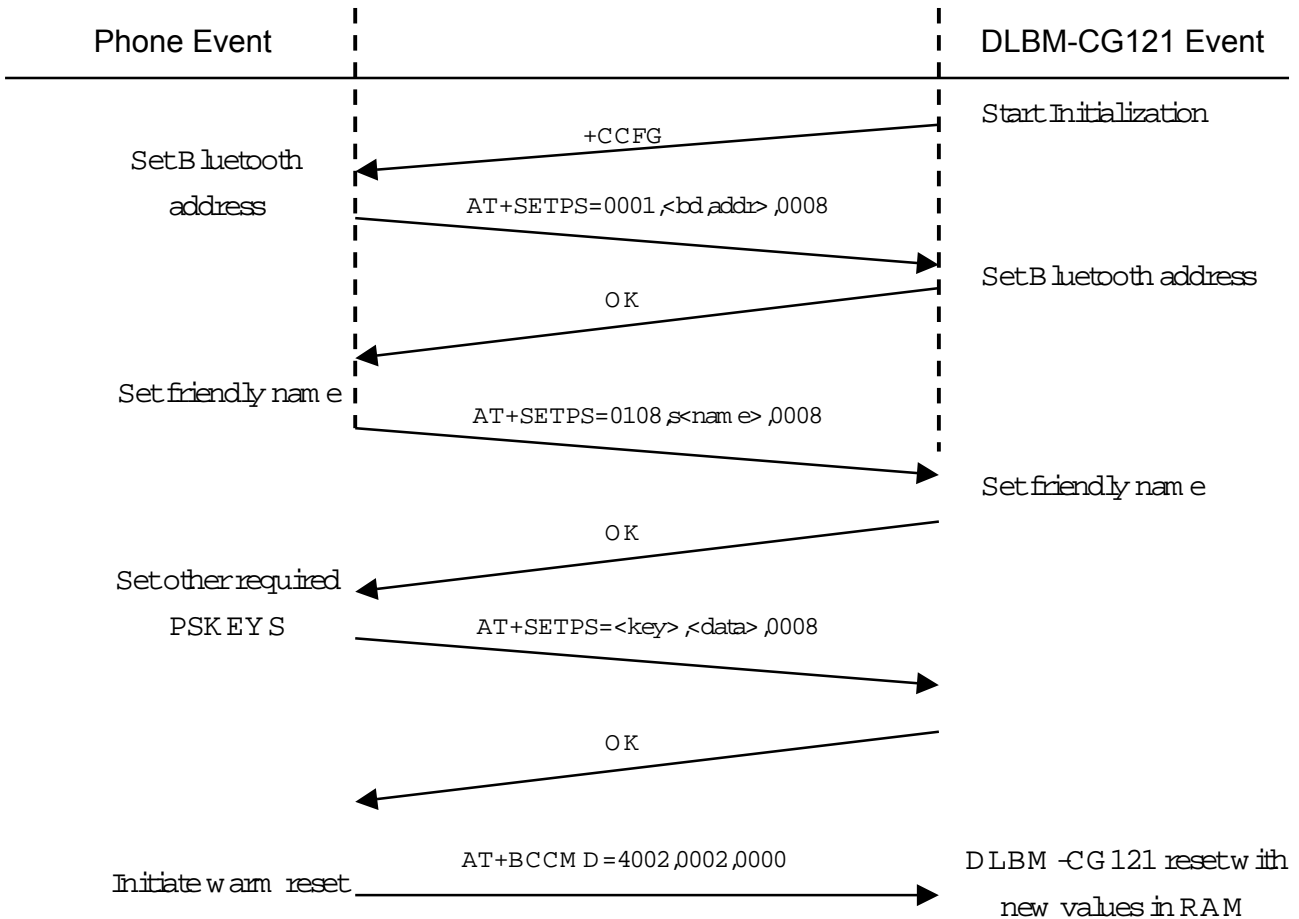 Phone Event
DLBM-CG121 Event
Start Initialization
+CCFG
Set Bluetooth
address
AT+SETPS=0001,<bd,addr>,0008
Set Bluetooth address
OK
Set friendly name
AT+SETPS=0108,s<name>,0008
Set friendly name
OK
Set other required
PSKEYS
AT+SETPS=<key>,<data>,0008
OK
AT+BCCMD=4002,0002,0000
Initiate warm reset
DLBM-CG121 reset with
new values in RAM